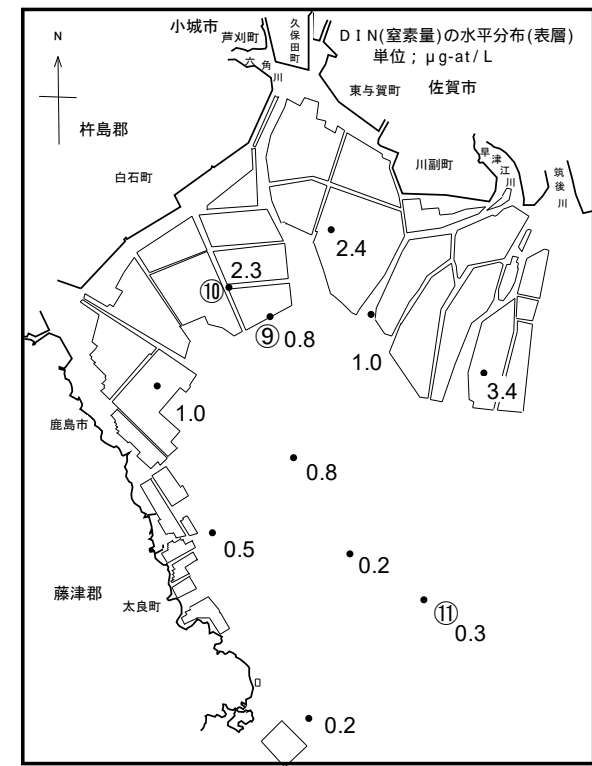 小城市
芦刈町
久保田町
DIN(窒素量)の水平分布(表層)
単位;μg-at/L
N
六角川
東与賀町
佐賀市
杵島郡
川副町
早津江川
筑後川
白石町
2.4
2.3
⑩
⑨ 0.8
1.0
3.4
1.0
鹿島市
0.8
0.5
0.2
藤津郡
太良町
⑪
0.3
0.2